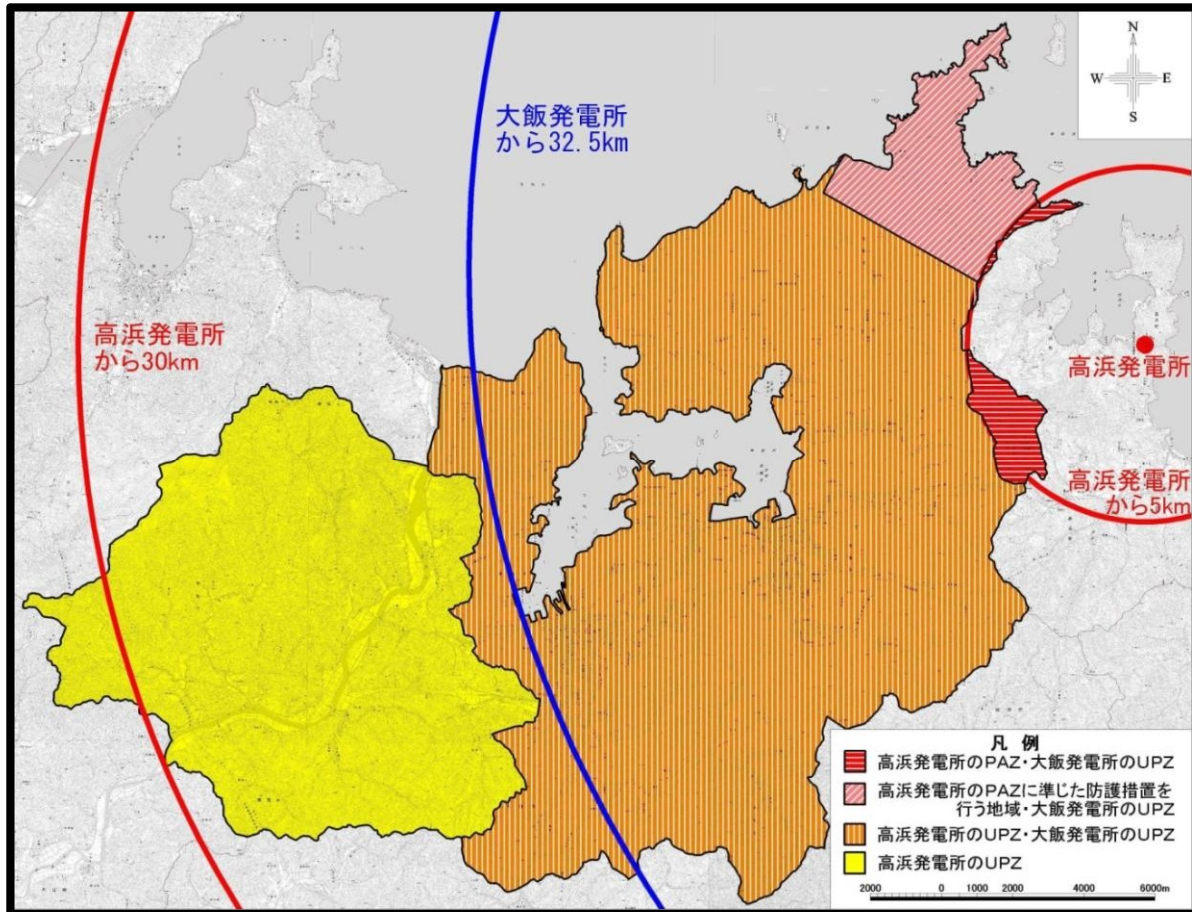 N
W E
S
大飯発電所
から32.5km
高浜発電所
から30km
高浜発電所
高浜発電所
から5km
凡 例
高浜発電所のPAZ・大飯発電所のUPZ
高浜発電所のPAZに準じた防護措置を
行う地域・大飯発電所のUPZ
高浜発電所のUPZ・大飯発電所のUPZ
高浜発電所のUPZ
2000 0 1000 2000 4000 6000m